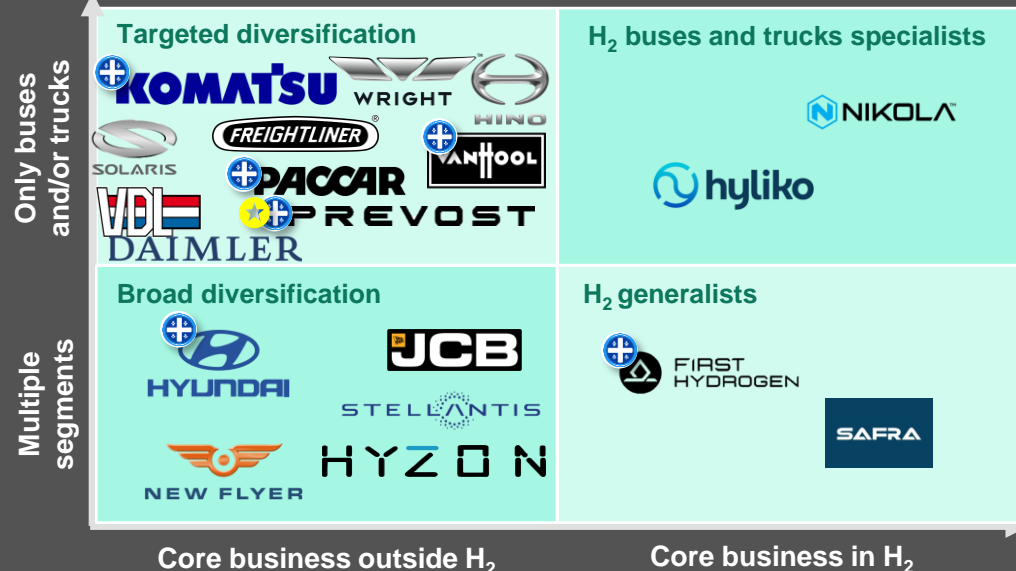 Only buses
and/or trucks
Targeted diversification
KOMATSU
WRIGHT
HINO
SOLARIS
FREIGHTLINER®
VANHOOL
PACCAR
PREVOST
VDL
DAIMLER
H₂ buses and trucks specialists
NIKOLA™
hyliko
Multiple
segments
Broad diversification
HYUNDAI
JCB
STELLANTIS
NEW FLYER
HYZON
H₂ generalists
FIRST
HYDROGEN
SAFRA
Core business outside H₂
Core business in H₂